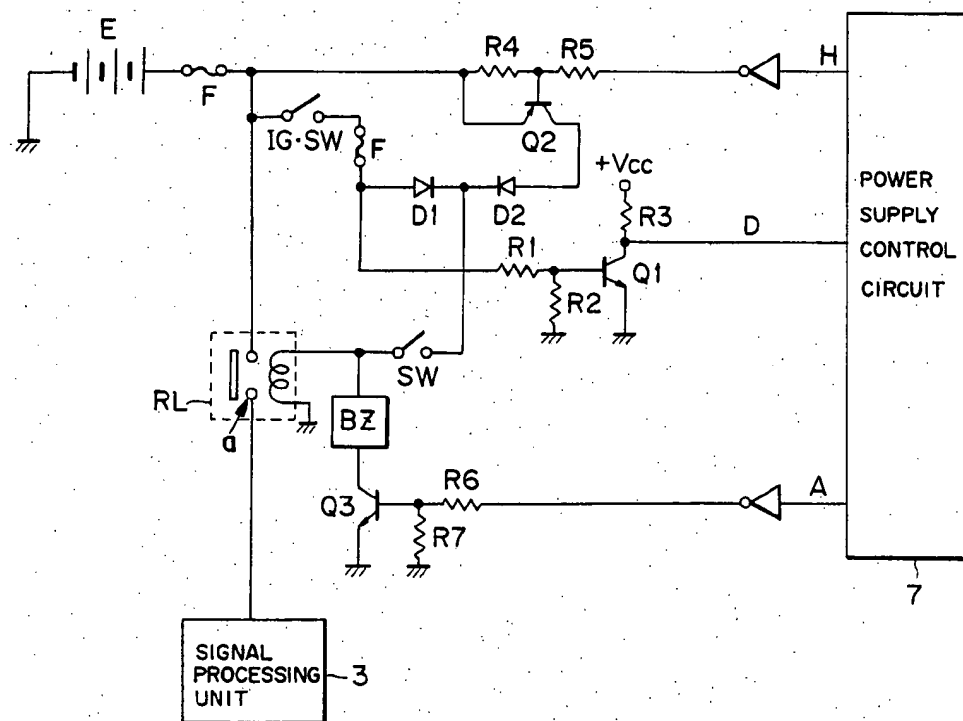 E
R4
R5
H
F
IG·SW
F
Q2
+Vcc
POWER
SUPPLY
CONTROL
CIRCUIT
D1
D2
R3
D
R1
Q1
R2
SW
RL
a
BZ
R6
A
Q3
R7
7
SIGNAL
PROCESSING
UNIT
3